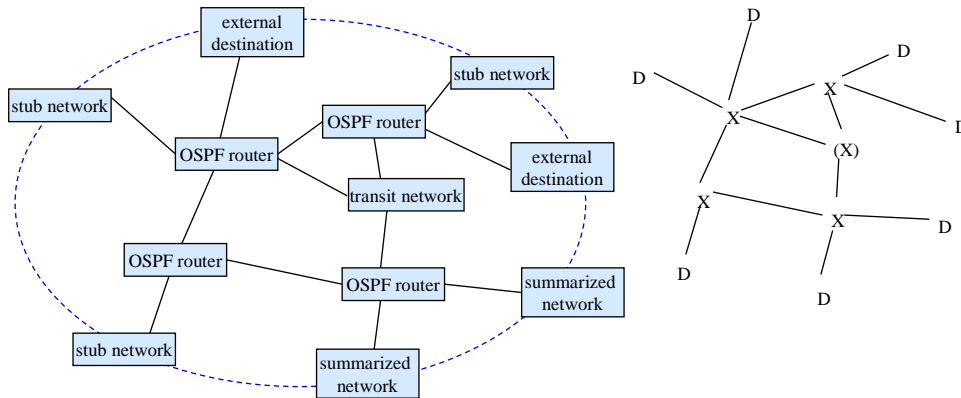 external
destination
stub network
stub network
OSPF router
OSPF router
external
destination
transit network
OSPF router
OSPF router
summarized
network
stub network
summarized
network
D
D
D
X
X
D
(X)
X
X
D
D
D